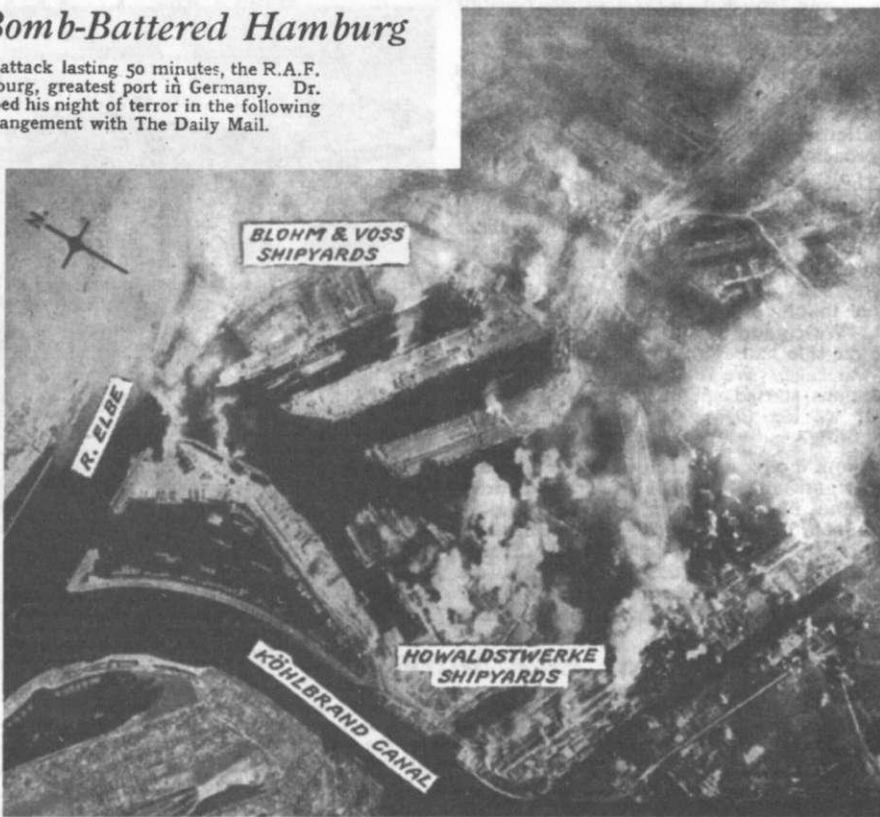 Bomb-Battered Hamburg
attack lasting 50 minutes, the R.A.F.
burg, greatest port in Germany. Dr.
ed his night of terror in the following
angement with The Daily Mail.
N
BLOHM & VOSS
SHIPYARDS
R. ELBE
HOWALDSTWERKE
SHIPYARDS
KÖHLBRAND CANAL